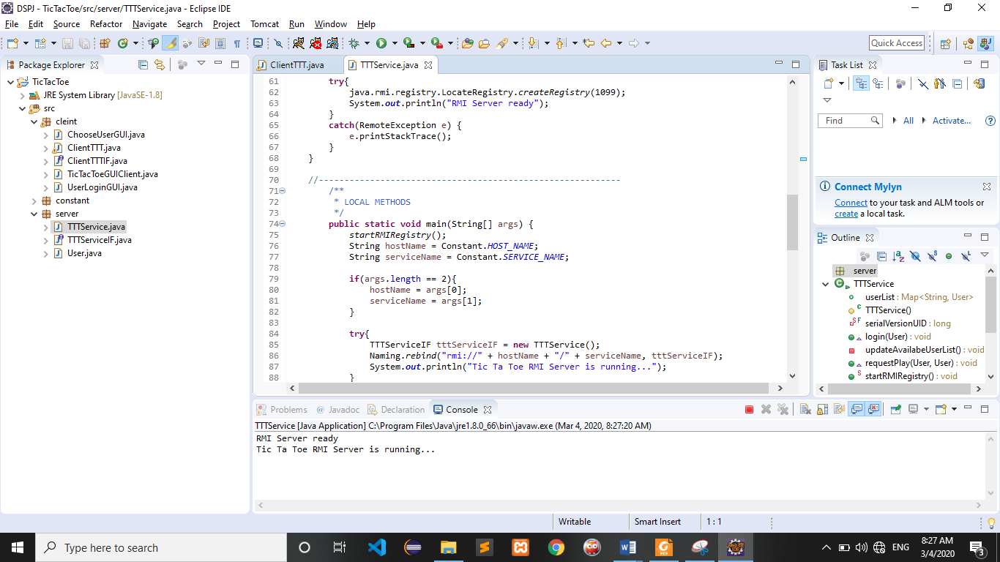 DSPJ - TicTacToe/src/server/TTTService.java - Eclipse IDE
File Edit Source Refactor Navigate Search Project Tomcat Run Window Help
Quick Access
Package Explorer
TicTacToe
JRE System Library [JavaSE-1.8]
src
cleint
ChooseUserGUI.java
ClientTTT.java
ClientTTTIF.java
TicTacToeGUIClient.java
UserLoginGUI.java
constant
server
TTTService.java
TTTServiceIF.java
User.java
ClientTTT.java TTTService.java
61 try{
62 java.rmi.registry.LocateRegistry.createRegistry(1099);
63 System.out.println("RMI Server ready");
64 }
65 catch(RemoteException e) {
66 e.printStackTrace();
67 }
68 }
69
70 //-----------------------------------------------------------
71 /**
72 * LOCAL METHODS
73 */
74 public static void main(String[] args) {
75 startRMIRegistry();
76 String hostName = Constant.HOST_NAME;
77 String serviceName = Constant.SERVICE_NAME;
78
79 if(args.length == 2){
80 hostName = args[0];
81 serviceName = args[1];
82 }
83
84 try{
85 TTTServiceIF tttServiceIF = new TTTService();
86 Naming.rebind("rmi://" + hostName + "/" + serviceName, tttServiceIF);
87 System.out.println("Tic Ta Toe RMI Server is running...");
88 }
Task List
Find All Activate...
Connect Mylyn
Connect to your task and ALM tools or
create a local task.
Outline
server
TTTService
userList : Map<String, User>
TTTService()
serialVersionUID : long
login(User) : void
updateAvailabeUserList() : void
requestPlay(User, User) : void
startRMIRegistry() : void
Problems @ Javadoc Declaration Console
TTTService [Java Application] C:\Program Files\Java\jre1.8.0_66\bin\javaw.exe (Mar 4, 2020, 8:27:20 AM)
RMI Server ready
Tic Ta Toe RMI Server is running...
Writable Smart Insert 1 : 1
Type here to search
ENG
8:27 AM
3/4/2020
3